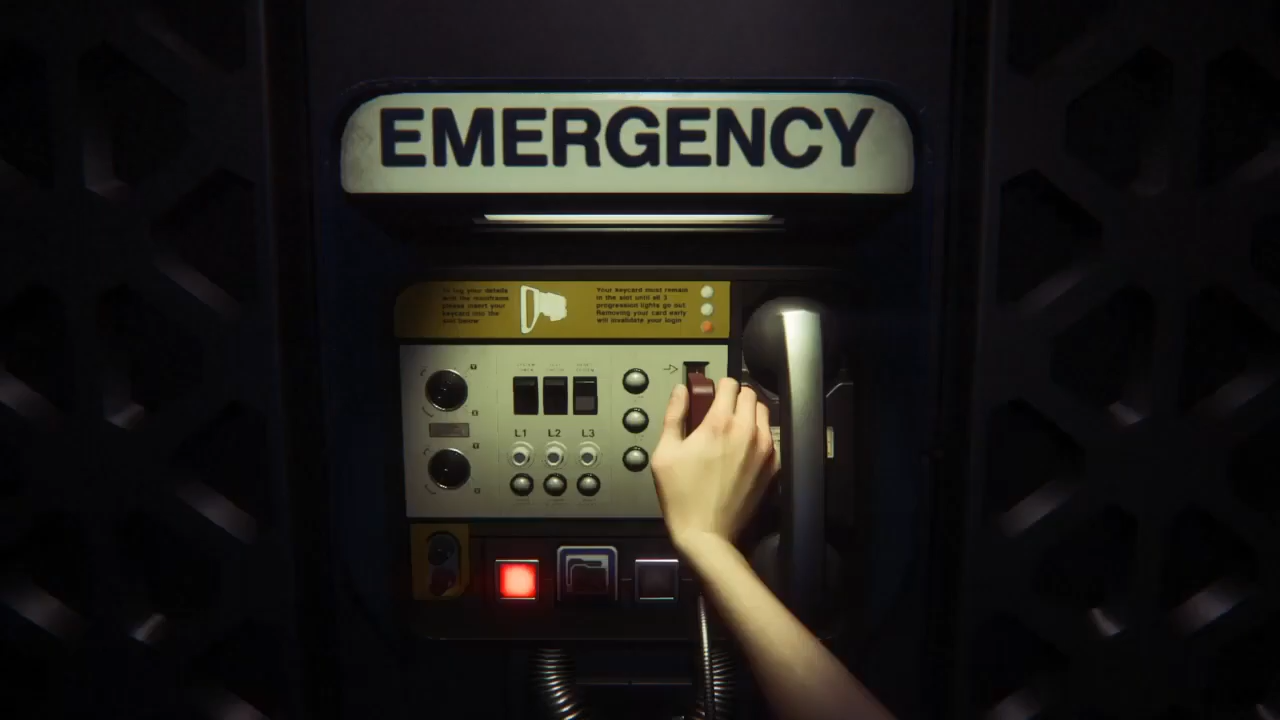 EMERGENCY
To log your details
with the mainframe
please insert your
keycard into the
slot below
Your keycard must remain
in the slot until all 3
progression lights go out.
Removing your card early
will invalidate your login
L1 L2 L3